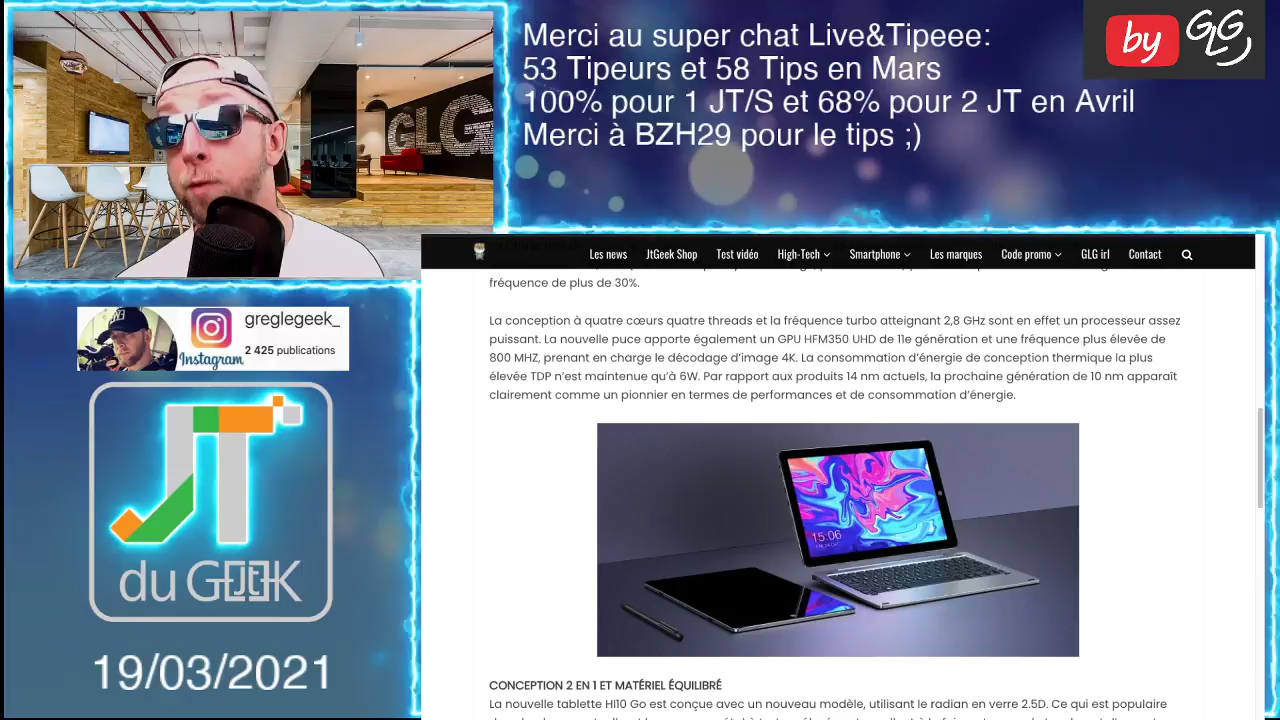 Merci au super chat Live&Tipeee:
53 Tipeurs et 58 Tips en Mars
100% pour 1 JT/S et 68% pour 2 JT en Avril
Merci à BZH29 pour le tips ;)
by GLG
GLG
greglegeek_
2 425 publications
Instagram
JT
du GEEK
19/03/2021
Les news JtGeek Shop Test vidéo High-Tech Smartphone Les marques Code promo GLG irl Contact
fréquence de plus de 30%.
La conception à quatre cœurs quatre threads et la fréquence turbo atteignant 2,8 GHz sont en effet un processeur assez
puissant. La nouvelle puce apporte également un GPU HFM350 UHD de 11e génération et une fréquence plus élevée de
800 MHZ, prenant en charge le décodage d'image 4K. La consommation d'énergie de conception thermique la plus
élevée TDP n'est maintenue qu'à 6W. Par rapport aux produits 14 nm actuels, la prochaine génération de 10 nm apparaît
clairement comme un pionnier en termes de performances et de consommation d'énergie.
15:06
CONCEPTION 2 EN 1 ET MATÉRIEL ÉQUILIBRÉ
La nouvelle tablette Hi10 Go est conçue avec un nouveau modèle, utilisant le radian en verre 2.5D. Ce qui est populaire